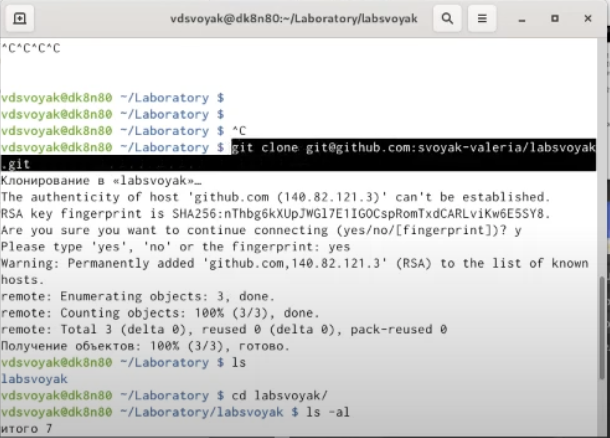 vdsvoyak@dk8n80:~/Laboratory/labsvoyak
^C^C^C^C
vdsvoyak@dk8n80 ~/Laboratory $
vdsvoyak@dk8n80 ~/Laboratory $
vdsvoyak@dk8n80 ~/Laboratory $ ^C
vdsvoyak@dk8n80 ~/Laboratory $ git clone git@github.com:svoyak-valeria/labsvoyak
.git
Клонирование в «labsvoyak»…
The authenticity of host 'github.com (140.82.121.3)' can't be established.
RSA key fingerprint is SHA256:nThbg6kXUpJWGl7E1IGOCspRomTxdCARLviKw6E5SY8.
Are you sure you want to continue connecting (yes/no/[fingerprint])? y
Please type 'yes', 'no' or the fingerprint: yes
Warning: Permanently added 'github.com,140.82.121.3' (RSA) to the list of known
hosts.
remote: Enumerating objects: 3, done.
remote: Counting objects: 100% (3/3), done.
remote: Total 3 (delta 0), reused 0 (delta 0), pack-reused 0
Получение объектов: 100% (3/3), готово.
vdsvoyak@dk8n80 ~/Laboratory $ ls
labsvoyak
vdsvoyak@dk8n80 ~/Laboratory $ cd labsvoyak/
vdsvoyak@dk8n80 ~/Laboratory/labsvoyak $ ls -al
итого 7